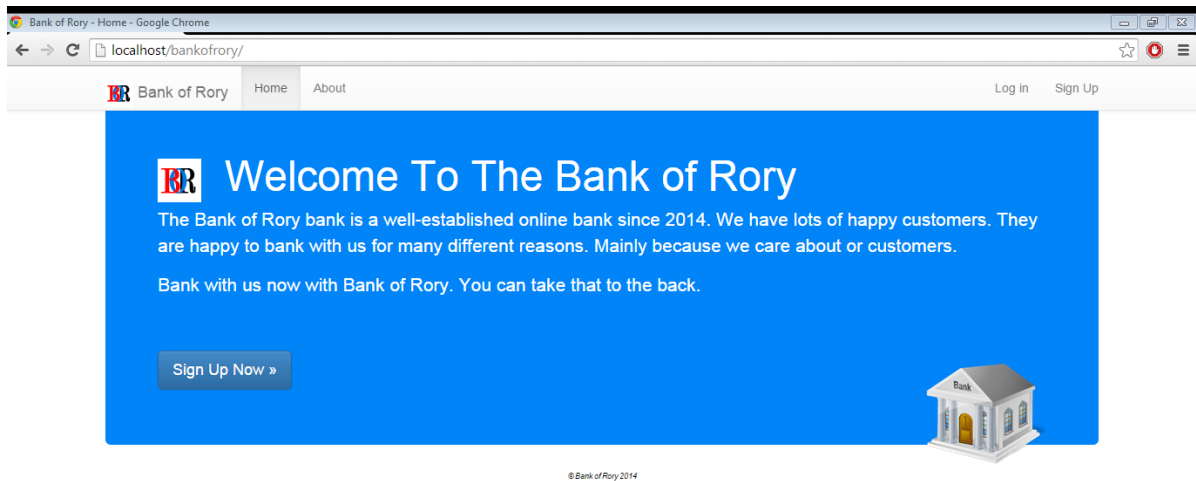 Bank of Rory - Home - Google Chrome
localhost/bankofrory/
BOR Bank of Rory Home About Log in Sign Up
BOR Welcome To The Bank of Rory
The Bank of Rory bank is a well-established online bank since 2014. We have lots of happy customers. They
are happy to bank with us for many different reasons. Mainly because we care about or customers.
Bank with us now with Bank of Rory. You can take that to the back.
Sign Up Now »
Bank
© Bank of Rory 2014